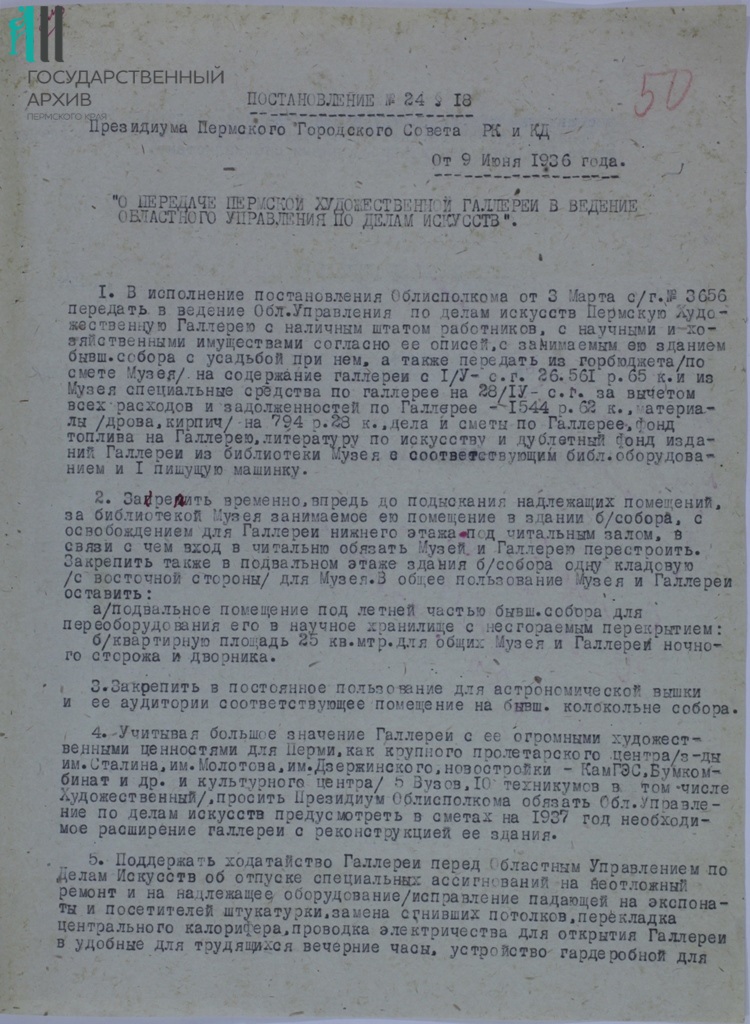 ГОСУДАРСТВЕННЫЙ
АРХИВ
ПЕРМСКОГО КРАЯ
50
ПОСТАНОВЛЕНИЕ № 24 § I8
Президиума Пермского Городского Совета РК и КД
От 9 Июня I936 года.
"О ПЕРЕДАЧЕ ПЕРМСКОЙ ХУДОЖЕСТВЕННОЙ ГАЛЛЕРЕИ В ВЕДЕНИЕ
ОБЛАСТНОГО УПРАВЛЕНИЯ ПО ДЕЛАМ ИСКУССТВ".
I. В исполнение постановления Облисполкома от 3 Марта с/г.№ 3656
передать в ведение Обл.Управления по делам искусств Пермскую Худо-
жественную Галлерею с наличным штатом работников, с научными и хо-
зяйственными имуществами согласно ее описей,с занимаемым ею зданием
бывш.собора с усадьбой при нем, а также передать из горбюджета/по
смете Музея/ на содержание галлереи с I/У- с.г. 26.56I р.65 к.и из
Музея специальные средства по галлерее на 28/IУ- с.г. за вычетом
всех расходов и задолженностей по Галлерее - I544 р.62 к.,материа-
лы /дрова,кирпич/ на 794 р.28 к.,дела и сметы по Галлерее,фонд
топлива на Галлерею,литературу по искусству и дублетный фонд изда-
ний Галлереи из библиотеки Музея с соответствующим библ.оборудова-
нием и I пишущую машинку.
2. Закрепить временно,впредь до подыскания надлежащих помещений,
за библиотекой Музея занимаемое ею помещение в здании б/собора, с
освобождением для Галлереи нижнего этажа под читальным залом, в
связи с чем вход в читальню обязать Музей и Галлерею перестроить.
Закрепить также в подвальном этаже здания б/собора одну кладовую
/с восточной стороны/ для Музея.В общее пользование Музея и Галлереи
оставить:
а/подвальное помещение под летней частью бывш.собора для
переоборудования его в научное хранилище с несгораемым перекрытием:
б/квартирную площадь 25 кв.мтр.для общих Музея и Галлереи ночно-
го сторожа и дворника.
3.Закрепить в постоянное пользование для астрономической вышки
и ее аудитории соответствующее помещение на бывш. колокольне собора.
4. Учитывая большое значение Галлереи с ее огромными художест-
венными ценностями для Перми,как крупного пролетарского центра/з-ды
им.Сталина,им.Молотова,им.Дзержинского,новостройки - КамГЭС,Бумком-
бинат и др. и культурного центра/ 5 Вузов,I0 техникумов в том числе
Художественный/,просить Президиум Облисполкома обязать Обл.Управле-
ние по делам искусств предусмотреть в сметах на I937 год необходи-
мое расширение галлереи с реконструкцией ее здания.
5. Поддержать ходатайство Галлереи перед Областным Управлением по
Делам Искусств об отпуске специальных ассигнований на неотложный
ремонт и на надлежащее оборудование/исправление падающей на экспона-
ты и посетителей штукатурки,замена сгнивших потолков,перекладка
центрального калорифера,проводка электричества для открытия Галлереи
в удобные для трудящихся вечерние часы, устройство гардеробной для